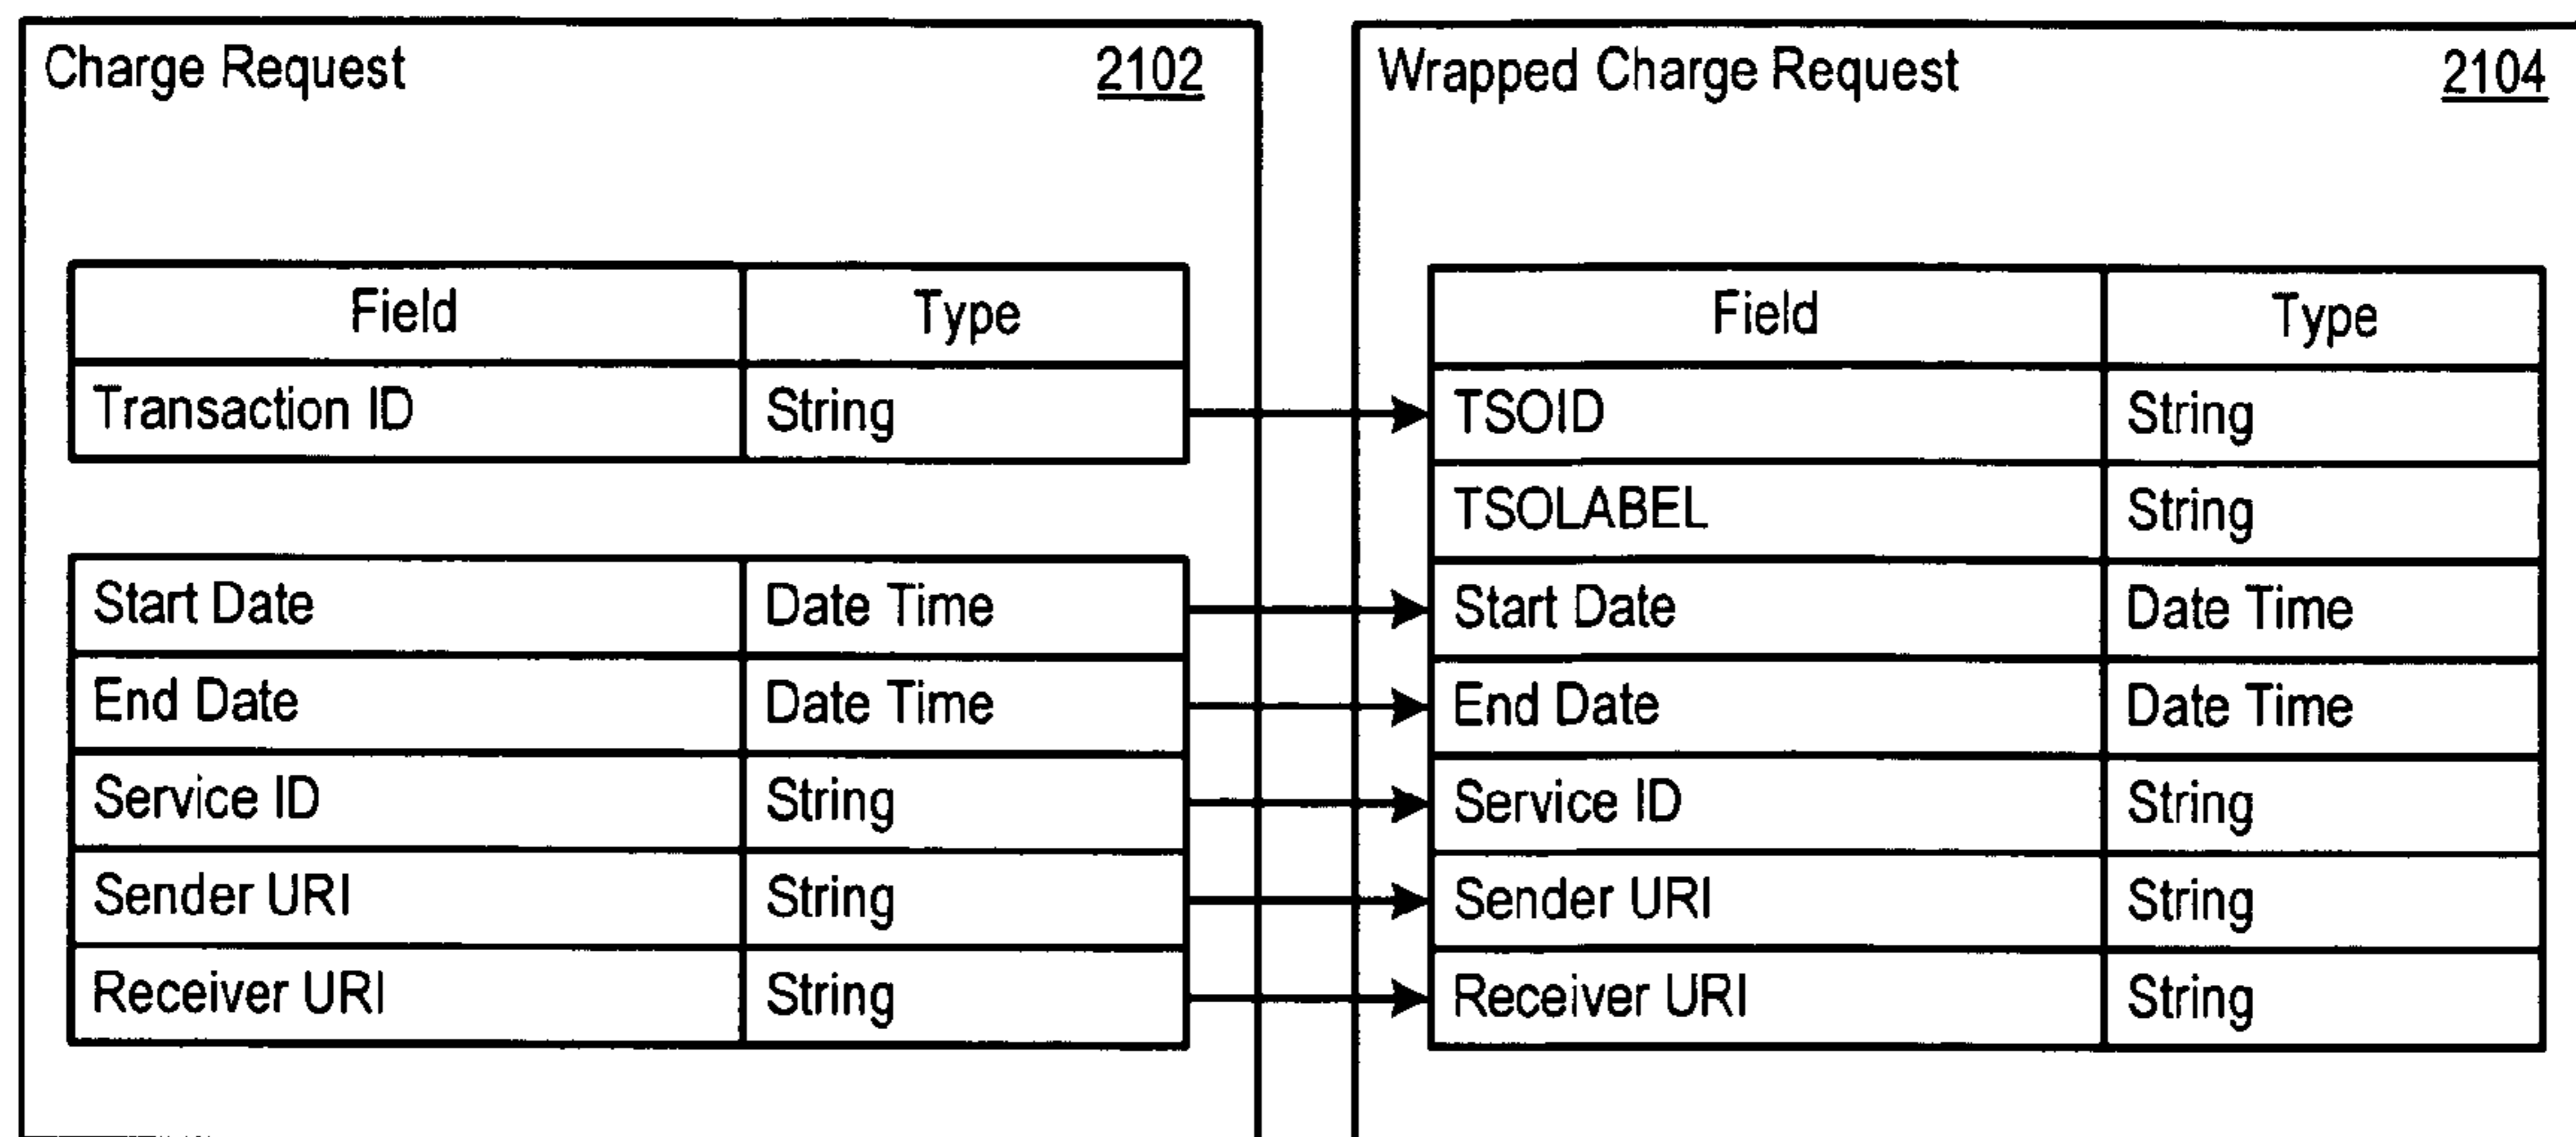 Charge Request 2102
Field Type
Transaction ID String
Start Date Date Time
End Date Date Time
Service ID String
Sender URI String
Receiver URI String
Wrapped Charge Request 2104
Field Type
TSOID String
TSOLABEL String
Start Date Date Time
End Date Date Time
Service ID String
Sender URI String
Receiver URI String